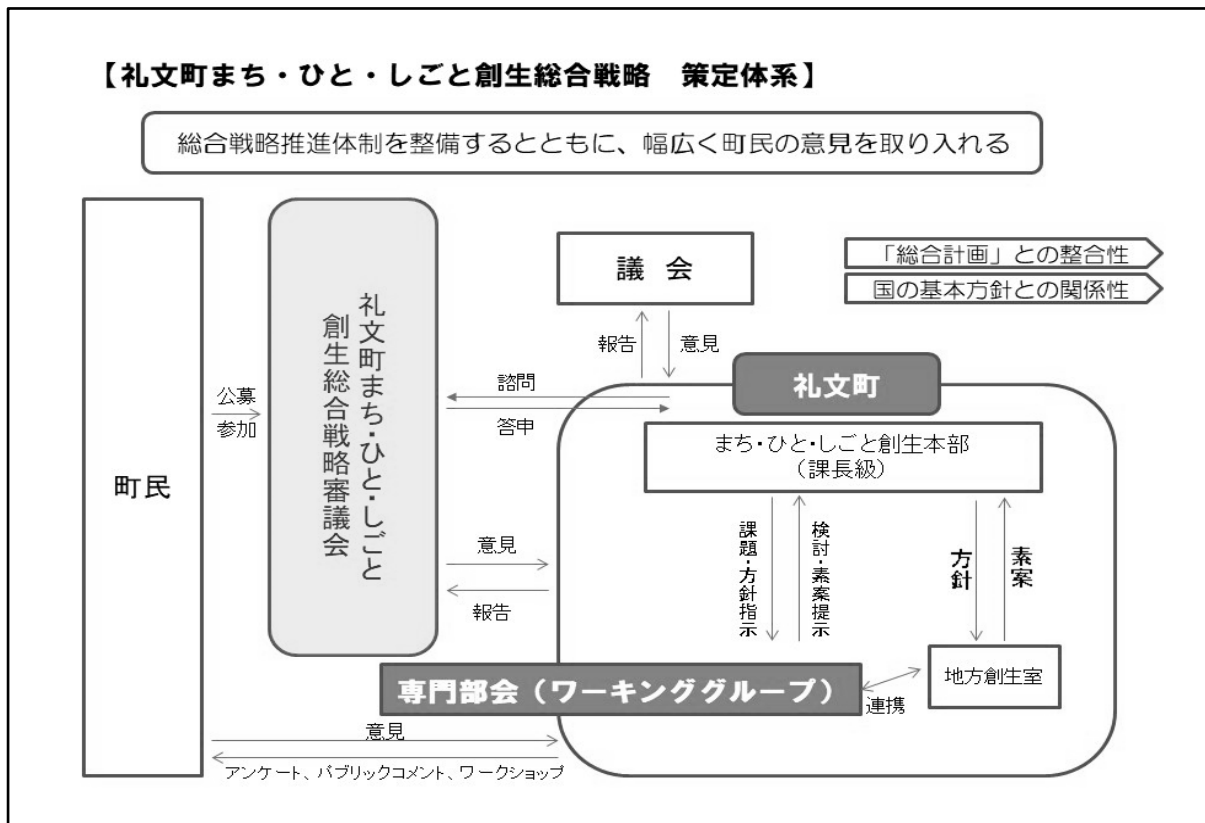 【礼文町まち・ひと・しごと創生総合戦略　策定体系】
総合戦略推進体制を整備するとともに、幅広く町民の意見を取り入れる
町民
公募
参加
礼文町まち・ひと・しごと
創生総合戦略審議会
議会
報告
意見
「総合計画」との整合性
国の基本方針との関係性
諮問
答申
礼文町
まち・ひと・しごと創生本部
（課長級）
課題・方針指示
検討・素案提示
方針
素案
意見
報告
専門部会（ワーキンググループ）
連携
地方創生室
意見
アンケート、パブリックコメント、ワークショップ